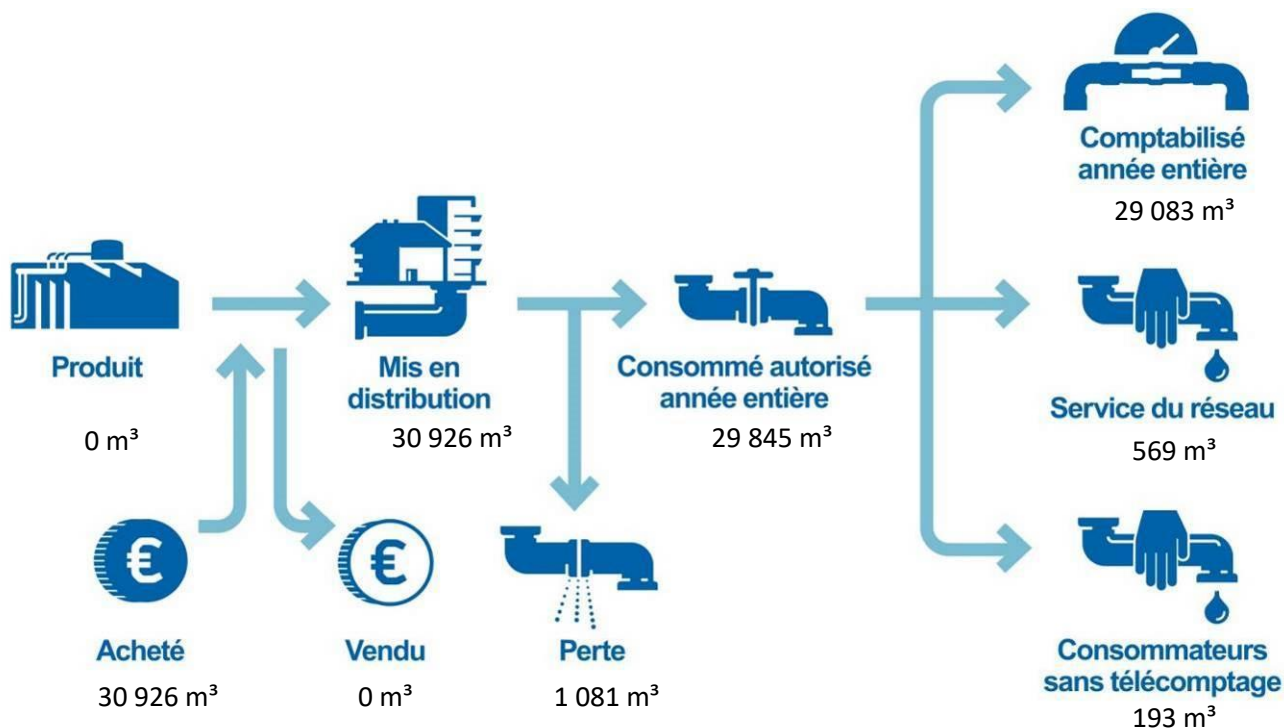 Comptabilisé
année entière
29 083 m³
Produit
0 m³
Mis en
distribution
30 926 m³
Consommé autorisé
année entière
29 845 m³
Service du réseau
569 m³
€
Acheté
30 926 m³
€
Vendu
0 m³
Perte
1 081 m³
Consommateurs
sans télécomptage
193 m³